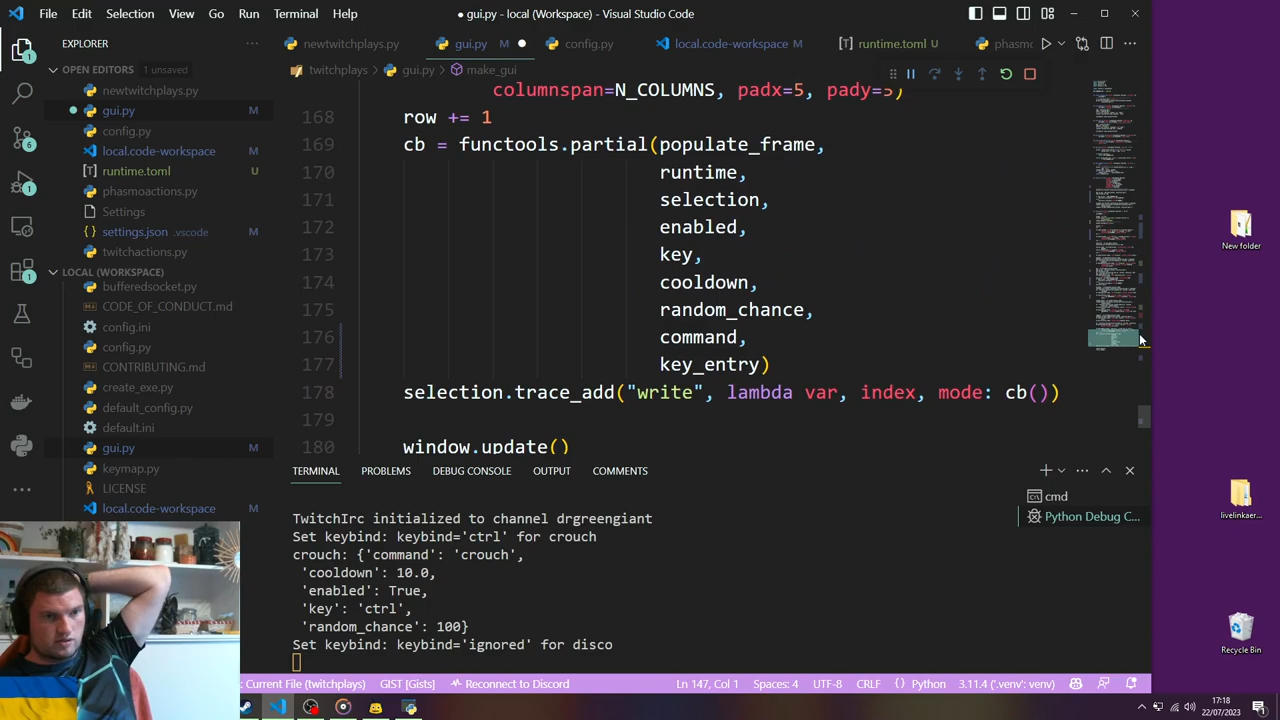 File Edit Selection View Go Run Terminal Help
● gui.py - local (Workspace) - Visual Studio Code
EXPLORER
OPEN EDITORS 1 unsaved
newtwitchplays.py
gui.py M
config.py
local.code-workspace M
runtime.toml U
phasmoactions.py
Settings
settings.json .vscode
twitchactions.py
LOCAL (WORKSPACE)
bufferedsocket.py
CODE_OF_CONDUCT.md
config.ini
config.py
CONTRIBUTING.md
create_exe.py
default_config.py
default.ini
gui.py M
keymap.py
LICENSE
local.code-workspace M
newtwitchplays.py gui.py M config.py local.code-workspace M runtime.toml U phasmo
twitchplays > gui.py > make_gui
columnspan=N_COLUMNS, padx=5, pady=5)
168 row += 1
169 cb = functools.partial(populate_frame,
170 runtime,
171 selection,
172 enabled,
173 key,
174 cooldown,
175 random_chance,
176 command,
177 key_entry)
178 selection.trace_add("write", lambda var, index, mode: cb())
179
180 window.update()
TERMINAL PROBLEMS DEBUG CONSOLE OUTPUT COMMENTS
cmd
Python Debug C...
TwitchIrc initialized to channel drgreengiant
Set keybind: keybind='ctrl' for crouch
crouch: {'command': 'crouch',
'cooldown': 10.0,
'enabled': True,
'key': 'ctrl',
'random_chance': 100}
Set keybind: keybind='ignored' for disco
Current File (twitchplays) GIST [Gists] Reconnect to Discord Ln 147, Col 1 Spaces: 4 UTF-8 CRLF Python 3.11.4 ('.venv': venv)
New folder
livelinkaer...
Recycle Bin
17:18
22/07/2023